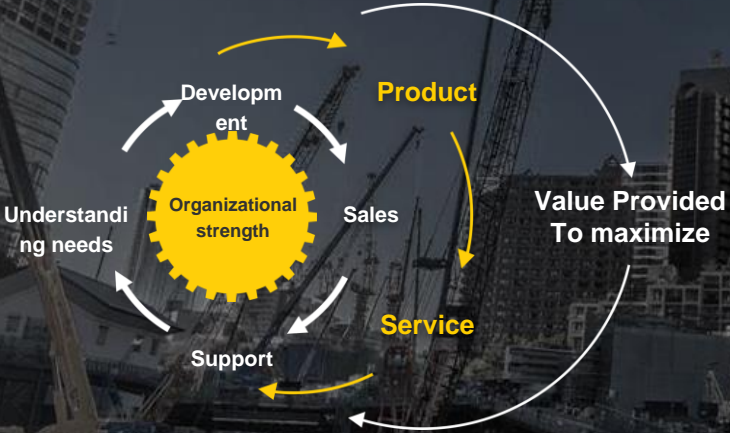 Developm
ent
Product
Organizational
strength
Understandi
ng needs
Sales
Value Provided
To maximize
Service
Support